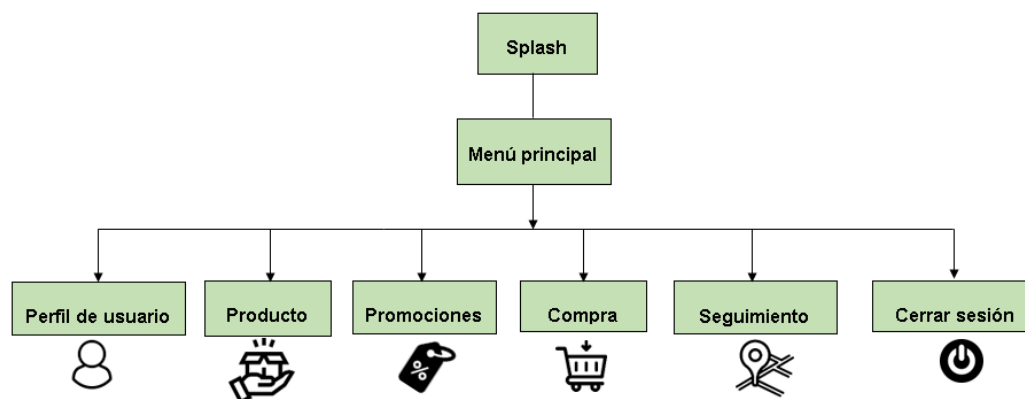 Splash
Menú principal
Perfil de usuario
Producto
Promociones
Compra
Seguimiento
Cerrar sesión
%